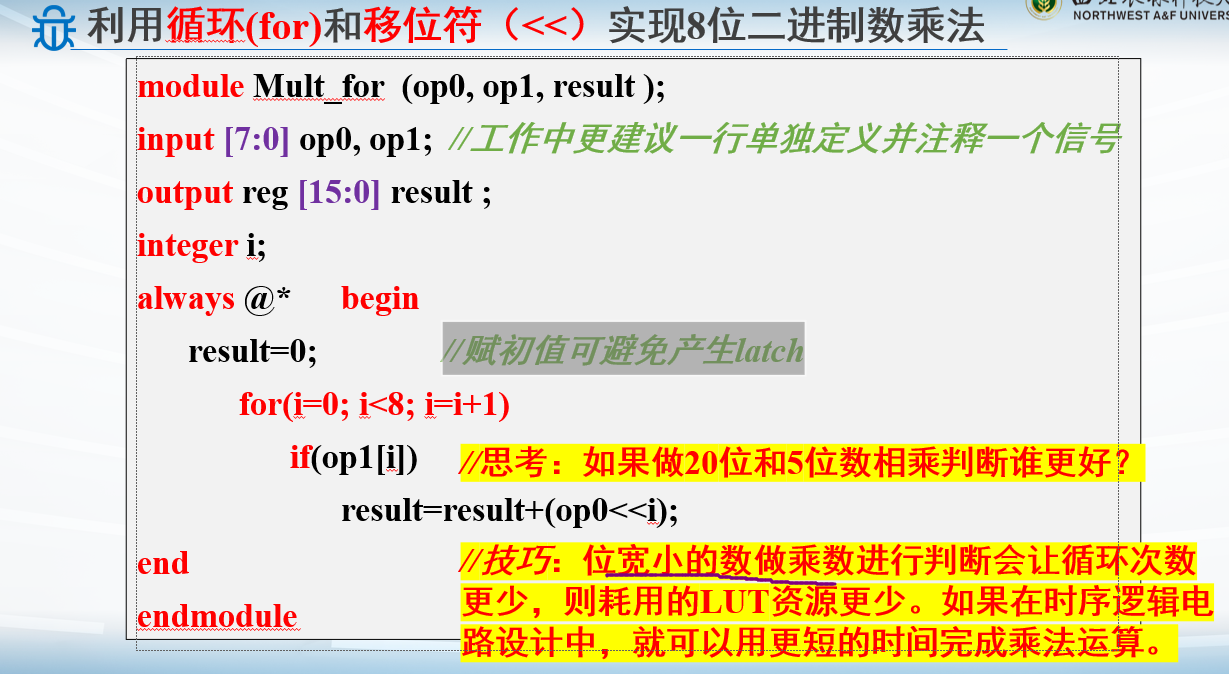 利用循环(for)和移位符（<<）实现8位二进制数乘法
NORTHWEST A&F UNIVERS
module Mult_for (op0, op1, result );
input [7:0] op0, op1; //工作中更建议一行单独定义并注释一个信号
output reg [15:0] result ;
integer i;
always @* begin
result=0; //赋初值可避免产生latch
for(i=0; i<8; i=i+1)
if(op1[i]) //思考：如果做20位和5位数相乘判断谁更好？
result=result+(op0<<i);
end //技巧：位宽小的数做乘数进行判断会让循环次数
更少，则耗用的LUT资源更少。如果在时序逻辑电
endmodule
路设计中，就可以用更短的时间完成乘法运算。